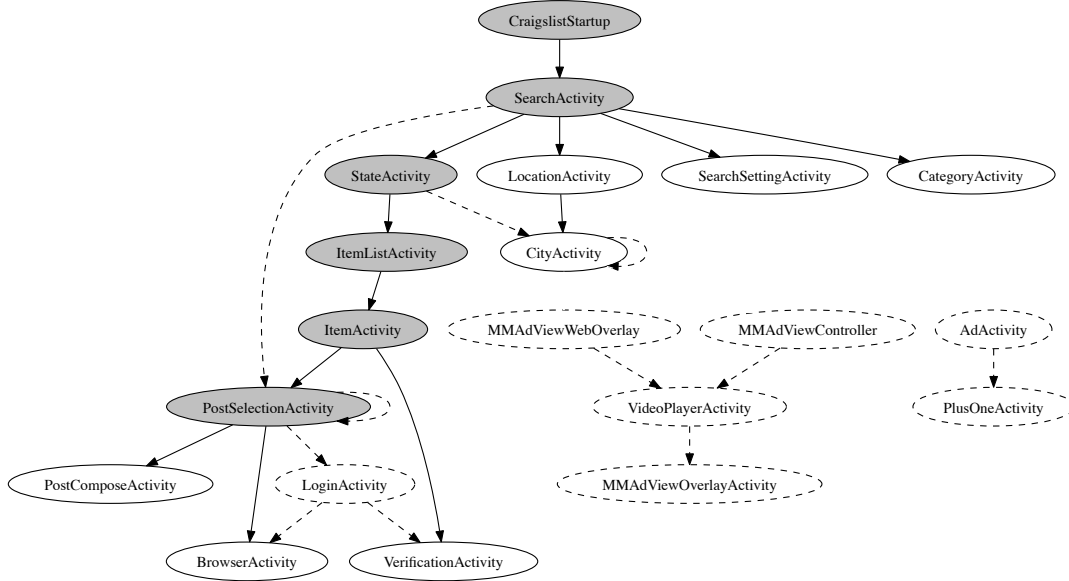 CraigslistStartup
SearchActivity
StateActivity
LocationActivity
SearchSettingActivity
CategoryActivity
ItemListActivity
CityActivity
ItemActivity
MMAdViewWebOverlay
MMAdViewController
AdActivity
PostSelectionActivity
VideoPlayerActivity
PlusOneActivity
PostComposeActivity
LoginActivity
MMAdViewOverlayActivity
BrowserActivity
VerificationActivity